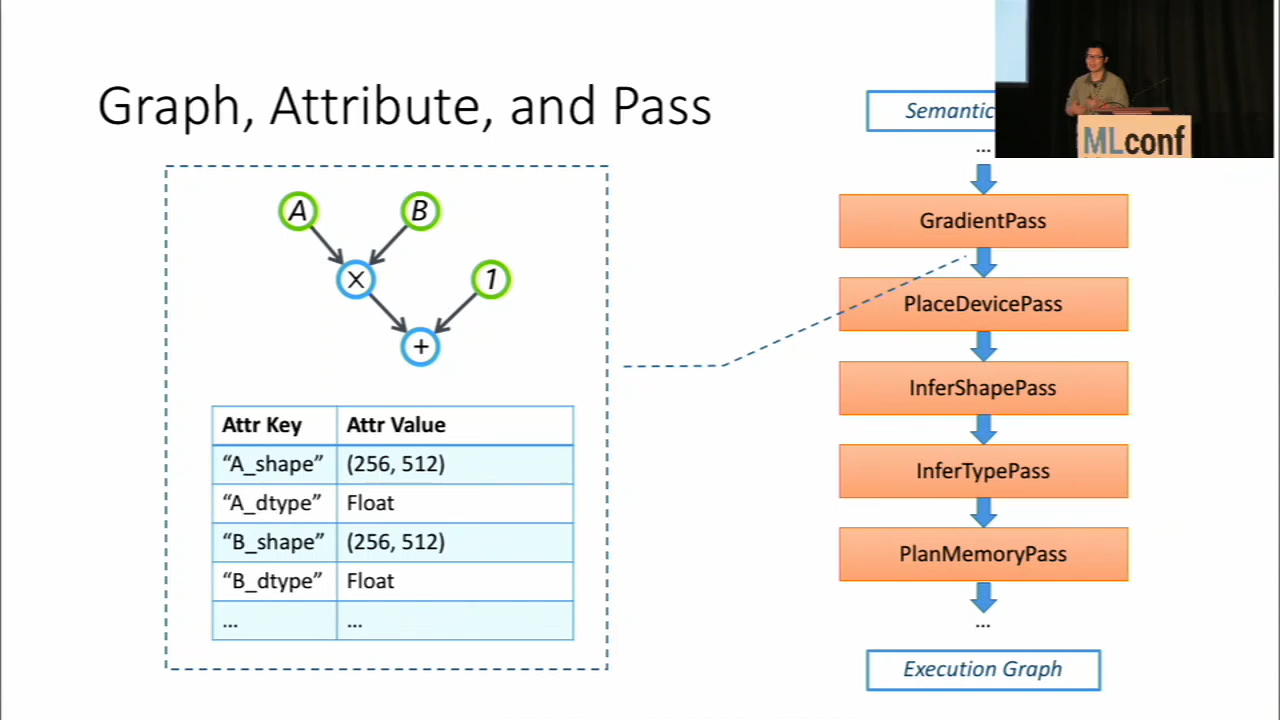 Graph, Attribute, and Pass
A
B
x
1
+
Attr Key Attr Value
“A_shape” (256, 512)
“A_dtype” Float
“B_shape” (256, 512)
“B_dtype” Float
... ...
Semantic
...
GradientPass
PlaceDevicePass
InferShapePass
InferTypePass
PlanMemoryPass
...
Execution Graph
MLconf